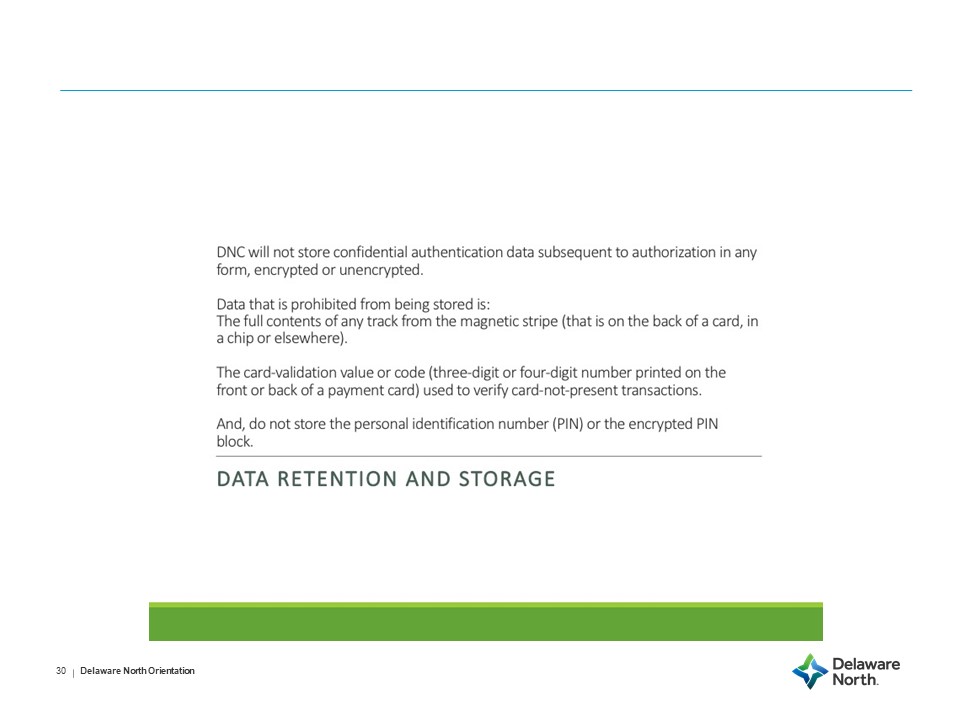 DNC will not store confidential authentication data subsequent to authorization in any
form, encrypted or unencrypted.
Data that is prohibited from being stored is:
The full contents of any track from the magnetic stripe (that is on the back of a card, in
a chip or elsewhere).
The card-validation value or code (three-digit or four-digit number printed on the
front or back of a payment card) used to verify card-not-present transactions.
And, do not store the personal identification number (PIN) or the encrypted PIN
block.
DATA RETENTION AND STORAGE
30 | Delaware North Orientation
Delaware
North.